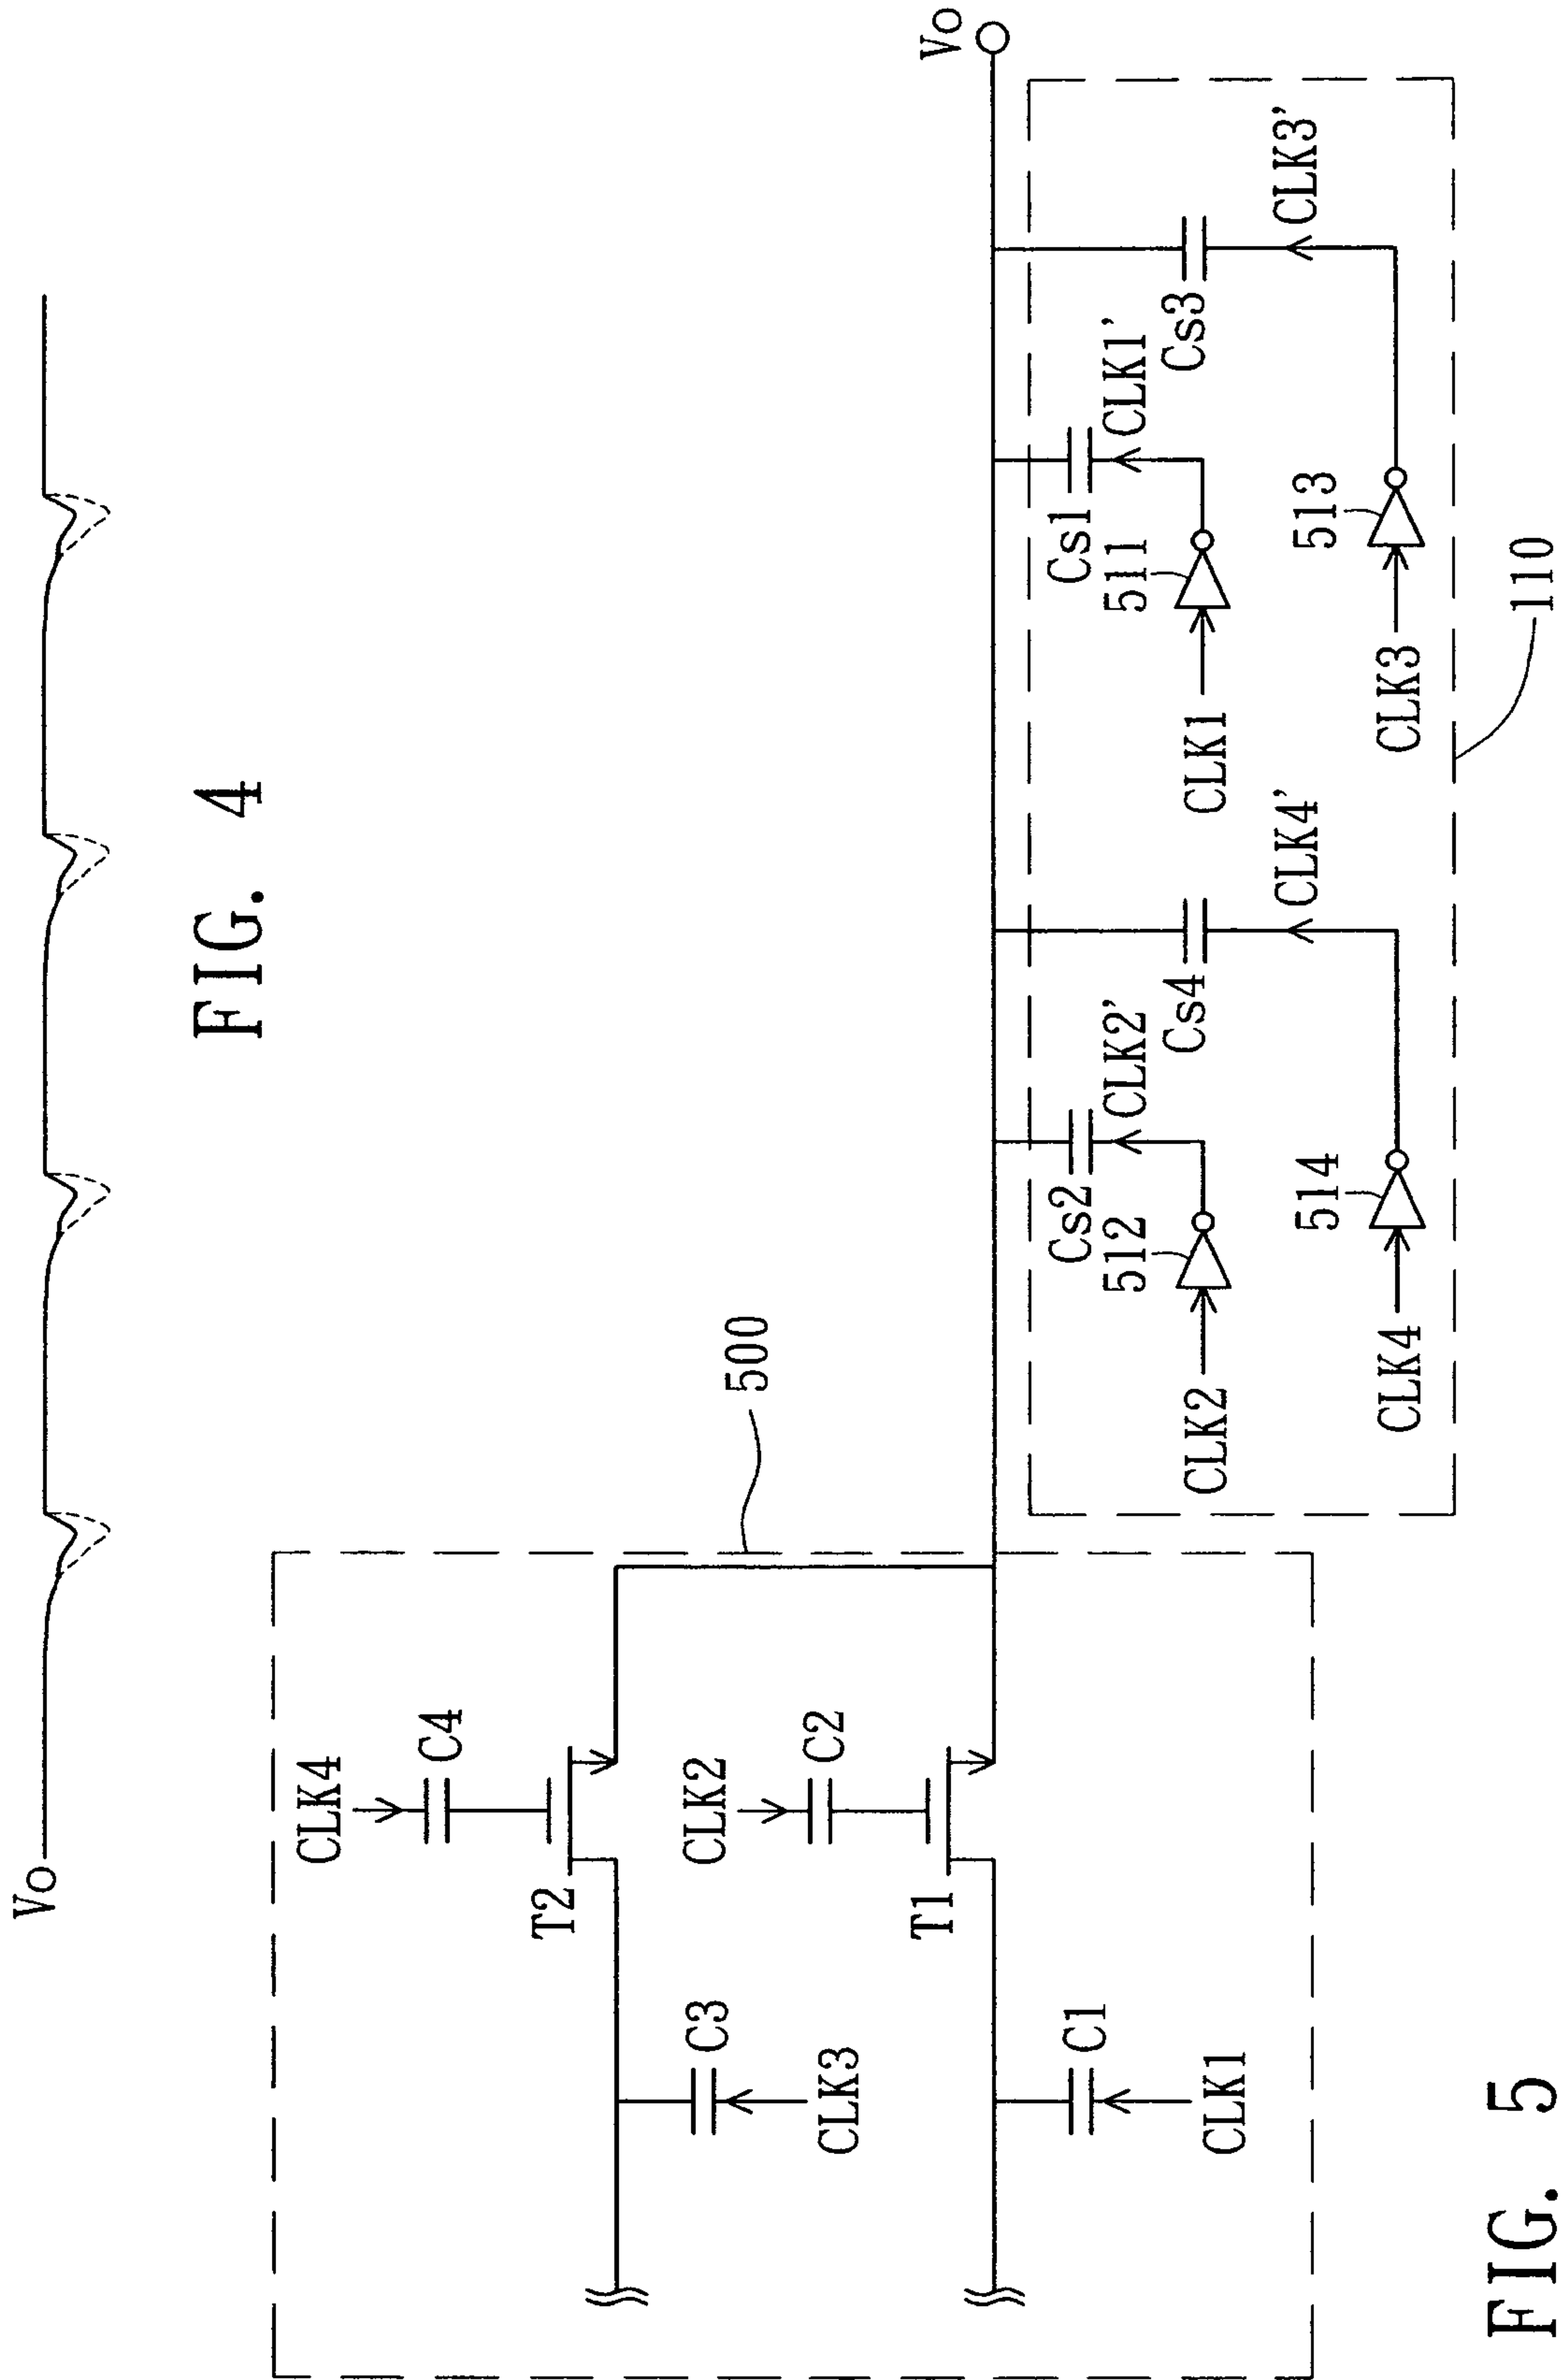 Vo
FIG. 4
500
CLK4
C4
T2
C3
CLK3
CLK2
C2
T1
C1
CLK1
Vo
Cs2
CLK2'
512
CLK2
Cs4
CLK4'
514
CLK4
Cs1
CLK1'
511
CLK1
Cs3
CLK3'
513
CLK3
110
FIG. 5